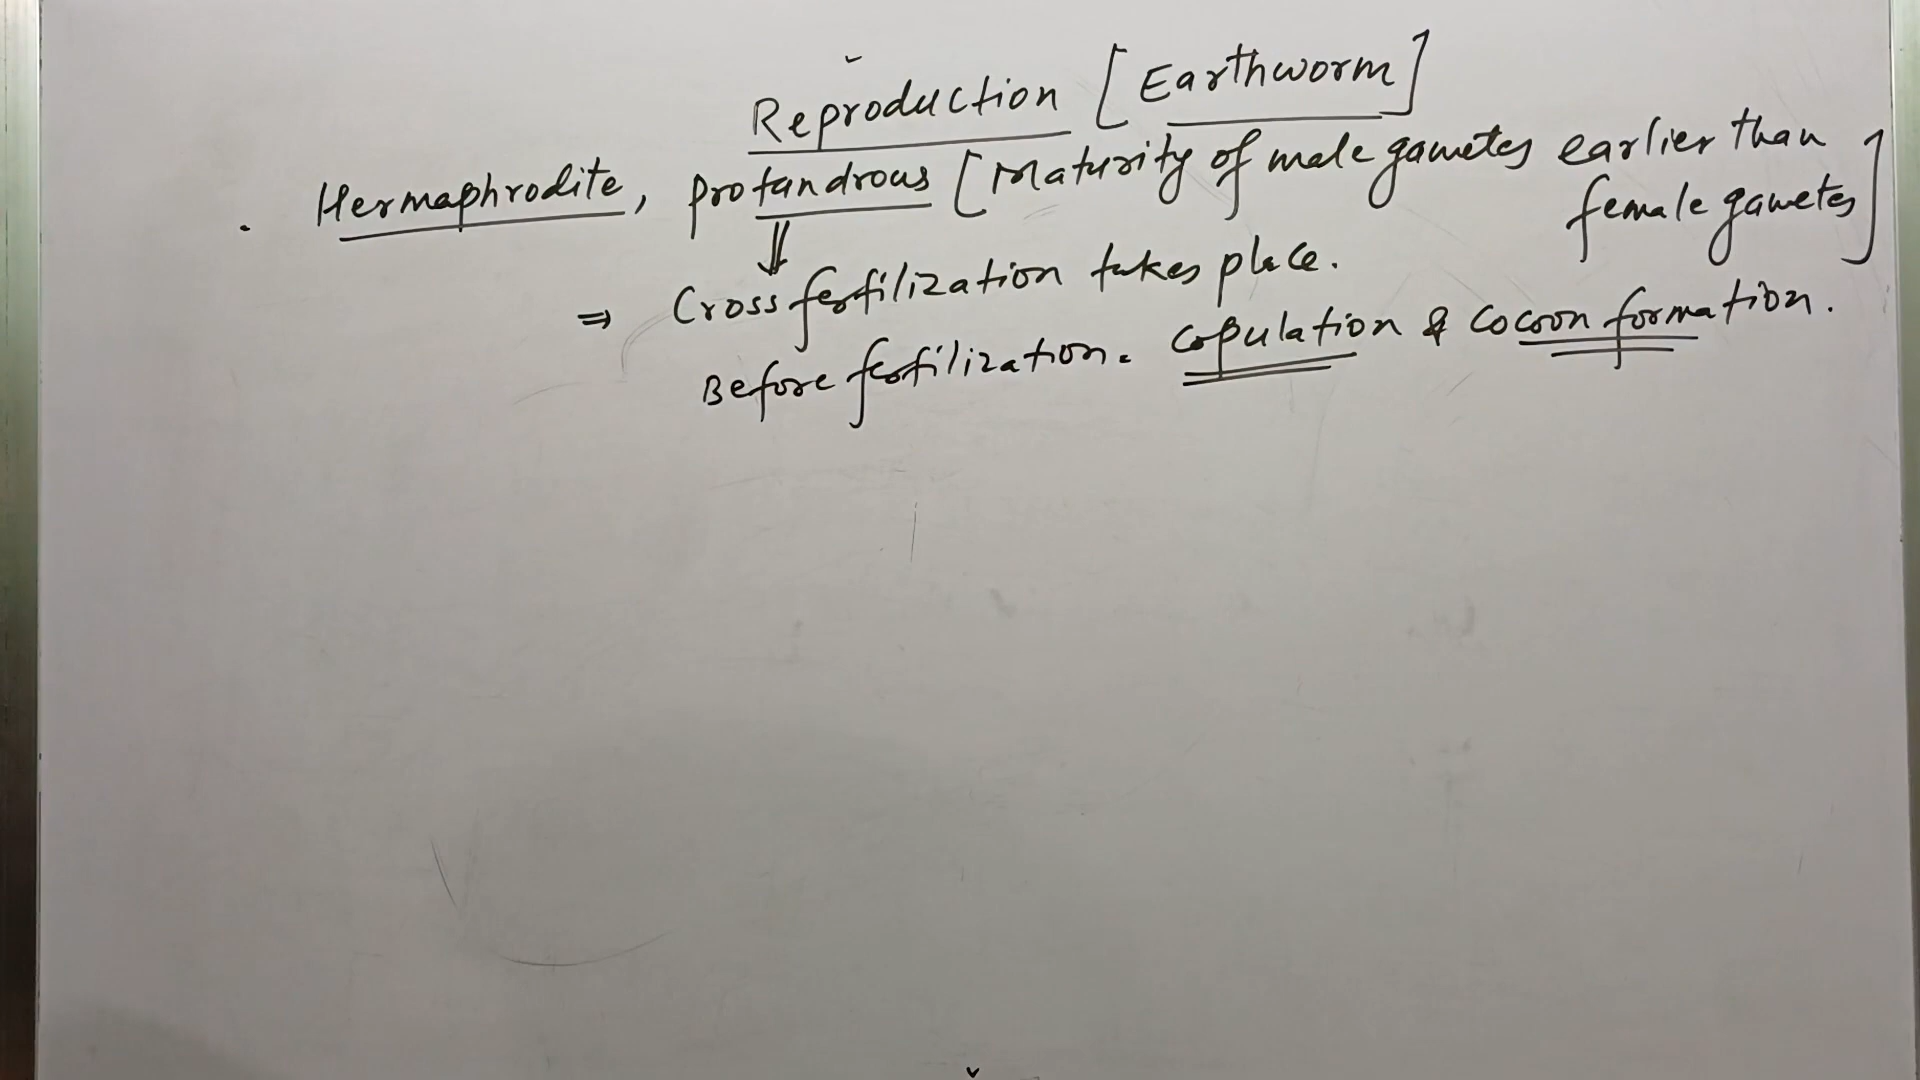 Reproduction [Earthworm]
. Hermaphrodite, protandrous [Maturity of male gametes earlier than
female gametes]
⇓
⇒ Cross fertilization takes place.
Before fertilization. copulation & cocoon formation.